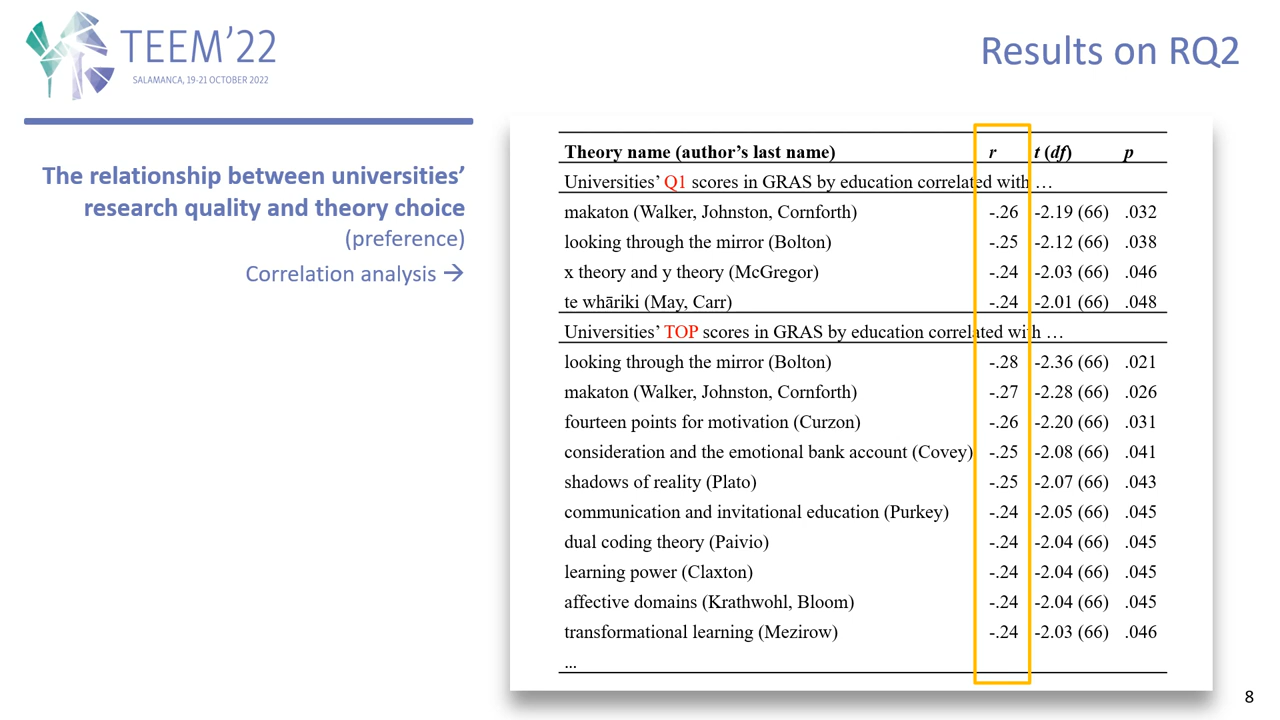 TEEM'22
SALAMANCA, 19-21 OCTOBER 2022
Results on RQ2
The relationship between universities’
research quality and theory choice
(preference)
Correlation analysis →
Theory name (author’s last name) r t (df) p
Universities’ Q1 scores in GRAS by education correlated with …
makaton (Walker, Johnston, Cornforth) -.26 -2.19 (66) .032
looking through the mirror (Bolton) -.25 -2.12 (66) .038
x theory and y theory (McGregor) -.24 -2.03 (66) .046
te whāriki (May, Carr) -.24 -2.01 (66) .048
Universities’ TOP scores in GRAS by education correlated with …
looking through the mirror (Bolton) -.28 -2.36 (66) .021
makaton (Walker, Johnston, Cornforth) -.27 -2.28 (66) .026
fourteen points for motivation (Curzon) -.26 -2.20 (66) .031
consideration and the emotional bank account (Covey) -.25 -2.08 (66) .041
shadows of reality (Plato) -.25 -2.07 (66) .043
communication and invitational education (Purkey) -.24 -2.05 (66) .045
dual coding theory (Paivio) -.24 -2.04 (66) .045
learning power (Claxton) -.24 -2.04 (66) .045
affective domains (Krathwohl, Bloom) -.24 -2.04 (66) .045
transformational learning (Mezirow) -.24 -2.03 (66) .046
...
8